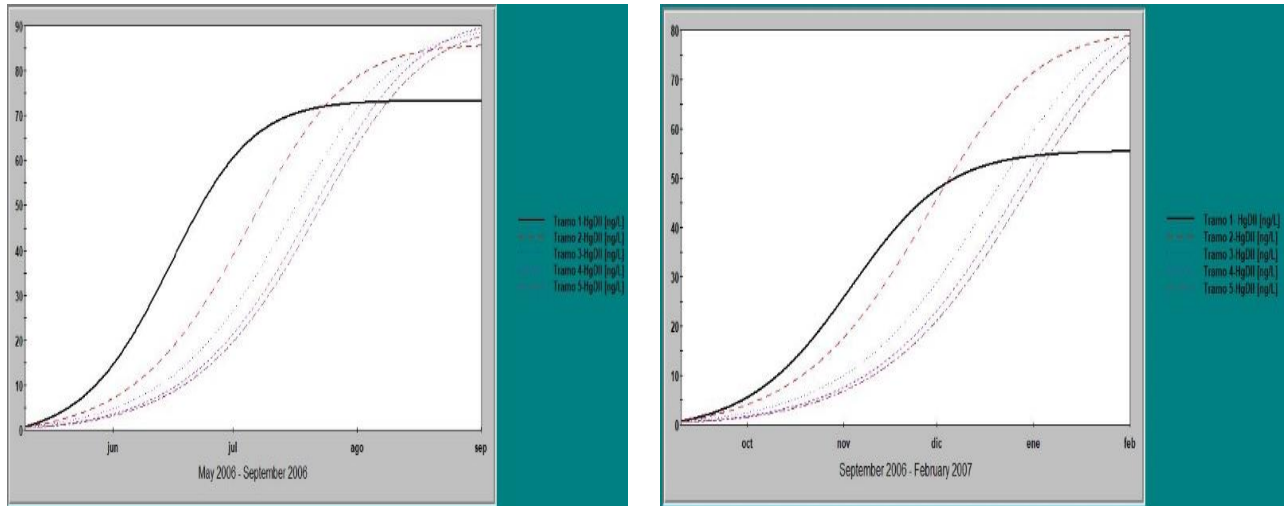 90
80
70
60
50
40
30
20
10
0
jun jul ago sep
May 2006 - September 2006
Tramo 1-HgDII [ng/L]
Tramo 2-HgDII [ng/L]
Tramo 3-HgDII [ng/L]
Tramo 4-HgDII [ng/L]
Tramo 5-HgDII [ng/L]
80
70
60
50
40
30
20
10
0
oct nov dic ene feb
September 2006 - February 2007
Tramo 1- HgDII [ng/L]
Tramo 2-HgDII [ng/L]
Tramo 3-HgDII [ng/L]
Tramo 4-HgDII [ng/L]
Tramo 5-HgDII [ng/L]